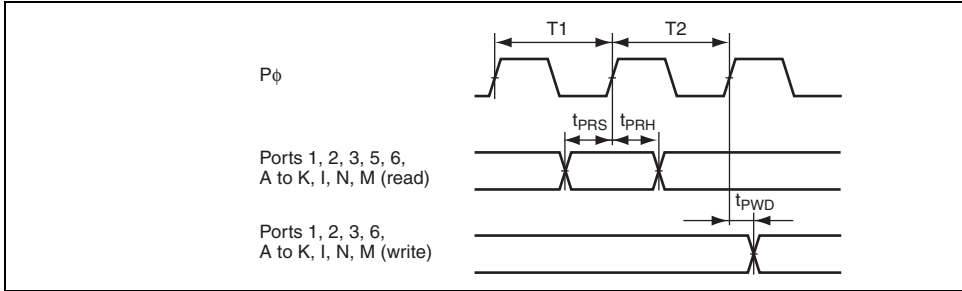 T1 T2
Pφ
tPRS tPRH
Ports 1, 2, 3, 5, 6,
A to K, I, N, M (read)
tPWD
Ports 1, 2, 3, 6,
A to K, I, N, M (write)